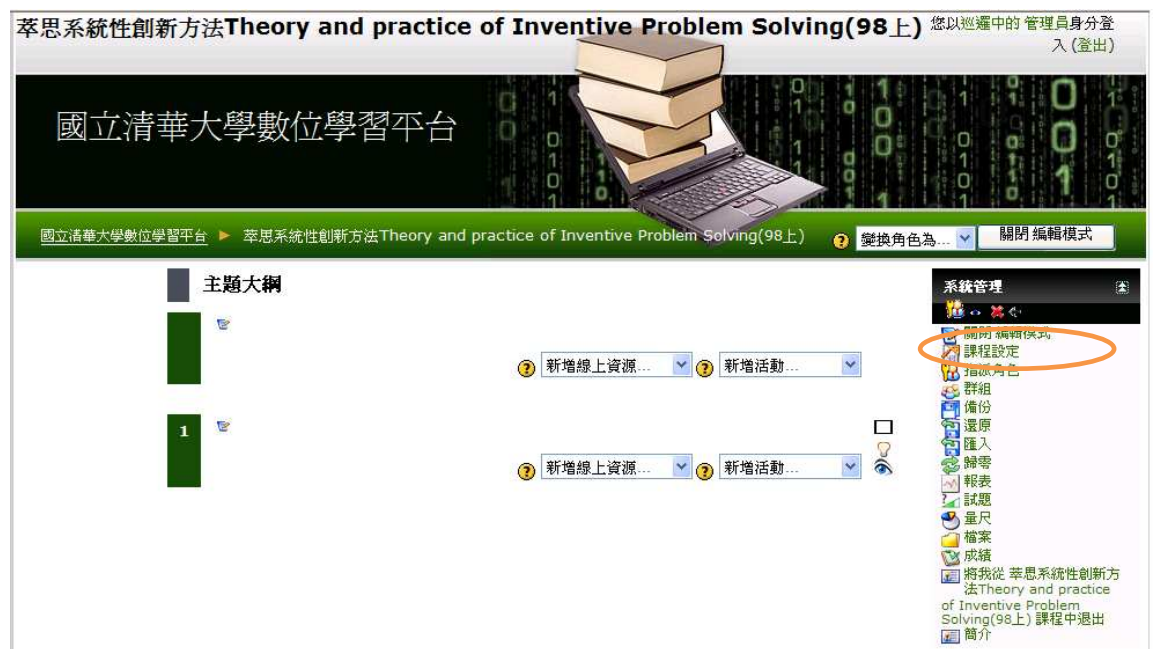 萃思系統性創新方法Theory and practice of Inventive Problem Solving(98上)
您以巡邏中的 管理員身分登
入 (登出)
國立清華大學數位學習平台
國立清華大學數位學習平台 ► 萃思系統性創新方法Theory and practice of Inventive Problem Solving(98上)
變換角色為...
關閉 編輯模式
主題大綱
新增線上資源...
新增活動...
1
新增線上資源...
新增活動...
系統管理
關閉 編輯模式
課程設定
指派角色
群組
備份
還原
匯入
歸零
報表
試題
量尺
檔案
成績
將我從 萃思系統性創新方
法Theory and practice
of Inventive Problem
Solving(98上) 課程中退出
簡介